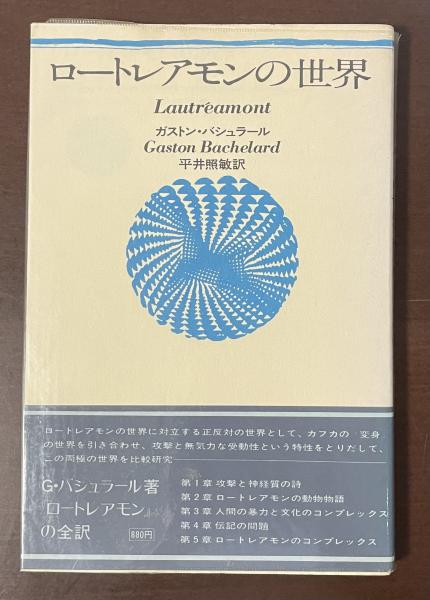 ロートレアモンの世界
Lautréamont
ガストン・バシュラール
Gaston Bachelard
平井照敏訳
ロートレアモンの世界に対立する正反対の世界として、カフカの『変身』
の世界を引き合わせ、攻撃と無気力な受動性という特性をとりだして、
この両極の世界を比較研究
G・バシュラール著
『ロートレアモン』
の全訳
880円
第1章 攻撃と神経質の詩
第2章 ロートレアモンの動物物語
第3章 人間の暴力と文化のコンプレックス
第4章 伝記の問題
第5章 ロートレアモンのコンプレックス